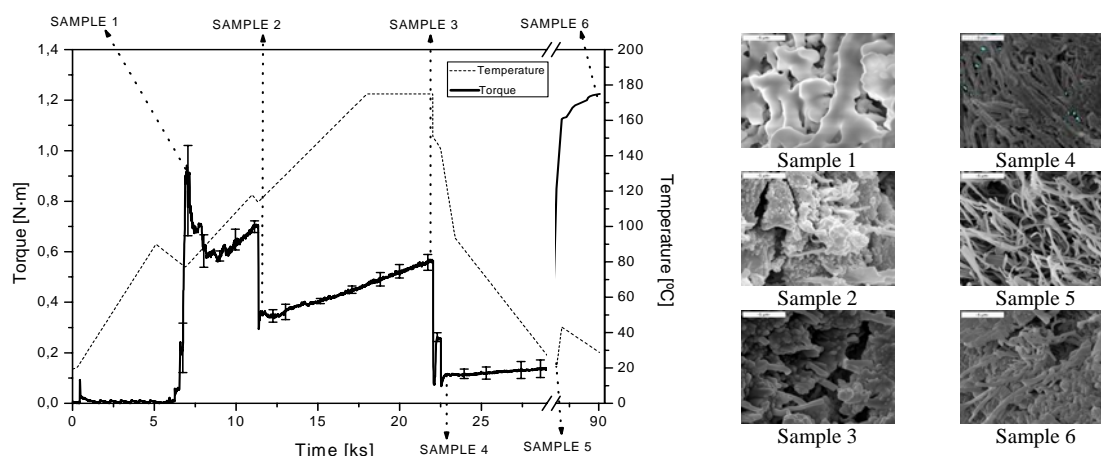 SAMPLE 1
SAMPLE 2
SAMPLE 3
SAMPLE 6
1,4
1,2
1,0
0,8
0,6
0,4
0,2
0,0
Torque [N·m]
200
180
160
140
120
100
80
60
40
20
0
Temperature [ºC]
Temperature
Torque
0
5
10
15
20
25
90
Time [ks]
SAMPLE 4
SAMPLE 5
Sample 1
Sample 4
Sample 2
Sample 5
Sample 3
Sample 6